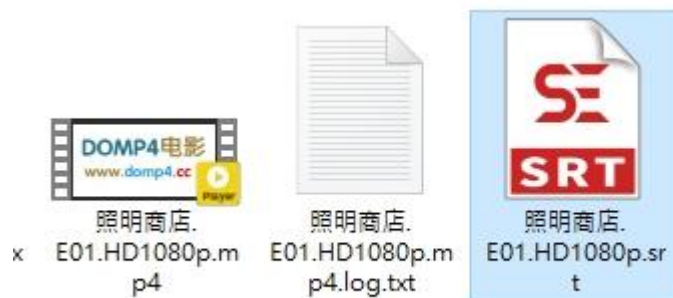 DOMP4电影
www.domp4.cc
Player
SE
SRT
照明商店.
E01.HD1080p.m
p4
照明商店.
E01.HD1080p.m
p4.log.txt
照明商店.
E01.HD1080p.sr
t
x